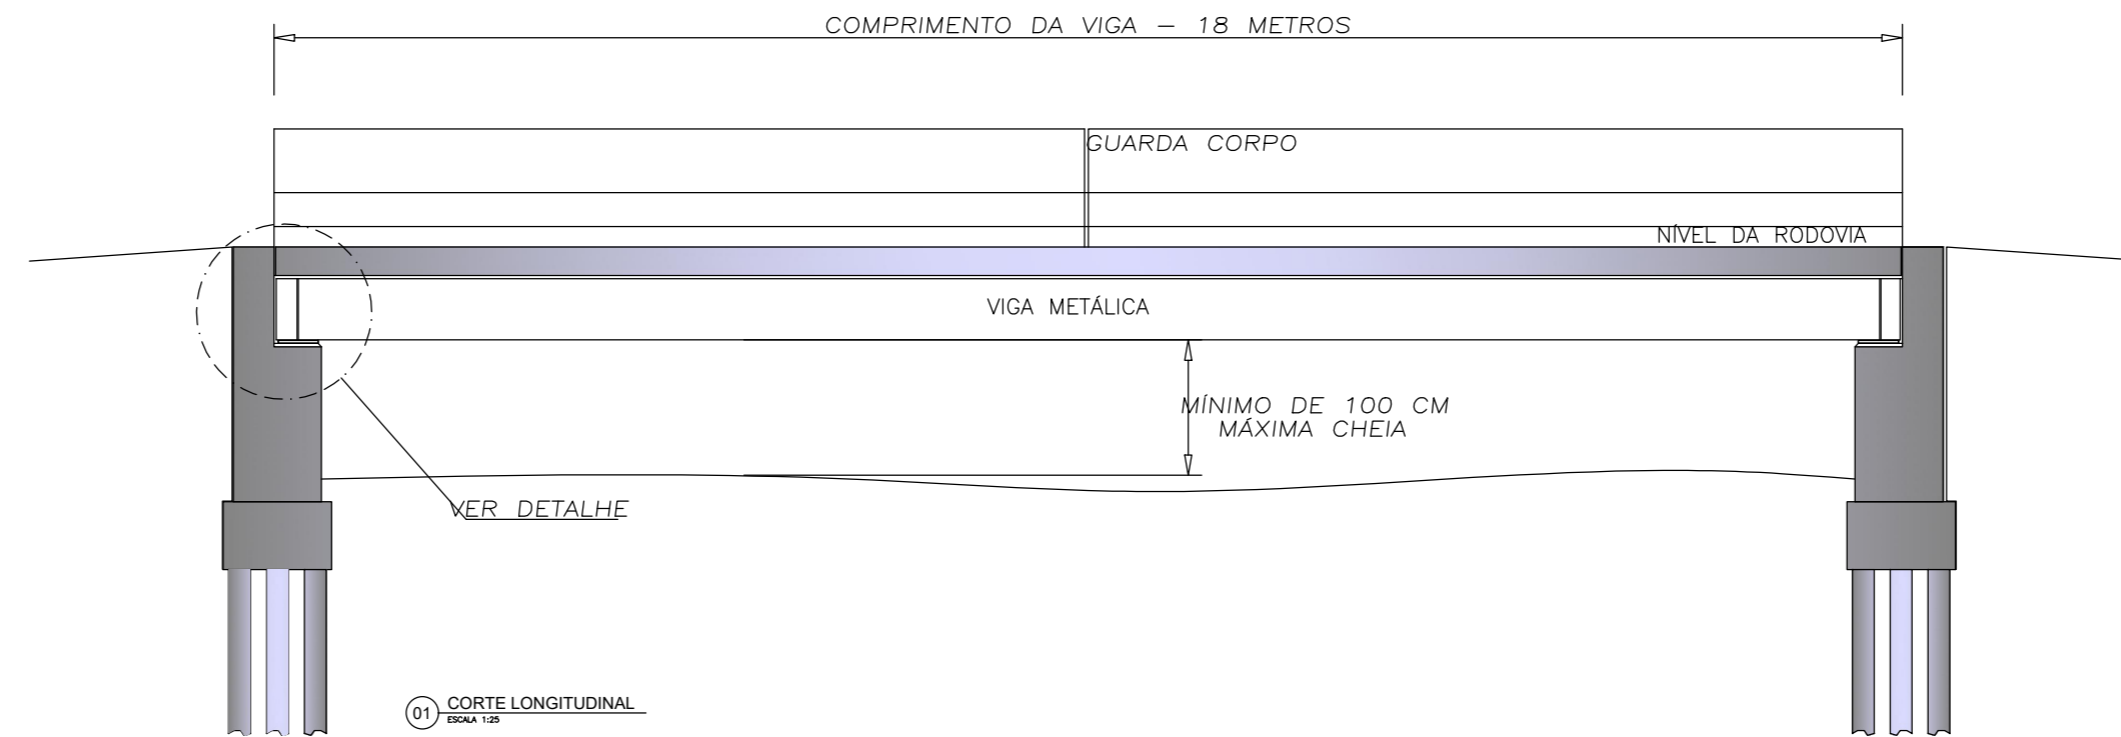 COMPRIMENTO DA VIGA – 18 METROS
GUARDA CORPO
NÍVEL DA RODOVIA
VIGA METÁLICA
MÍNIMO DE 100 CM
MÁXIMA CHEIA
VER DETALHE
01 CORTE LONGITUDINAL
ESCALA 1:25